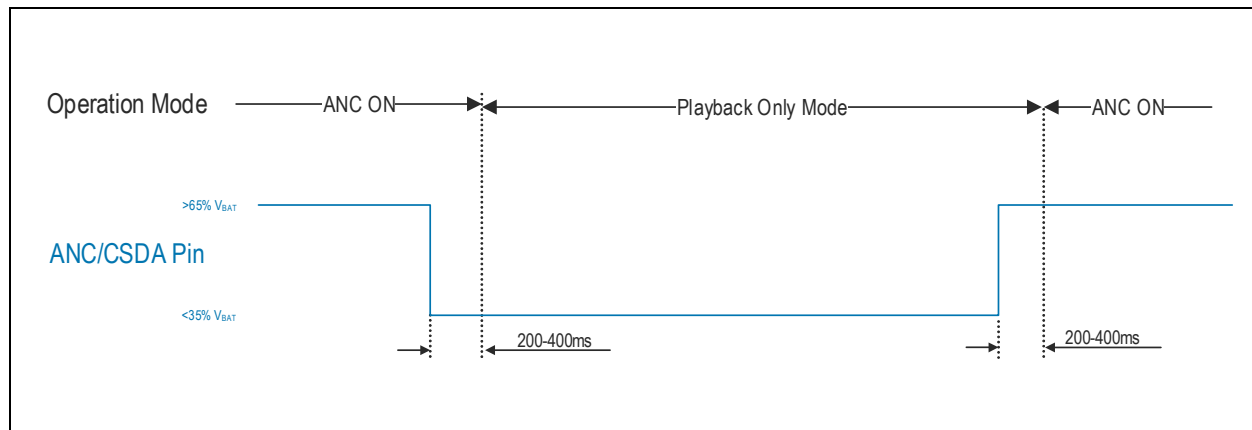 Operation Mode
ANC ON
Playback Only Mode
ANC ON
>65% VBAT
ANC/CSDA Pin
<35% VBAT
200-400ms
200-400ms